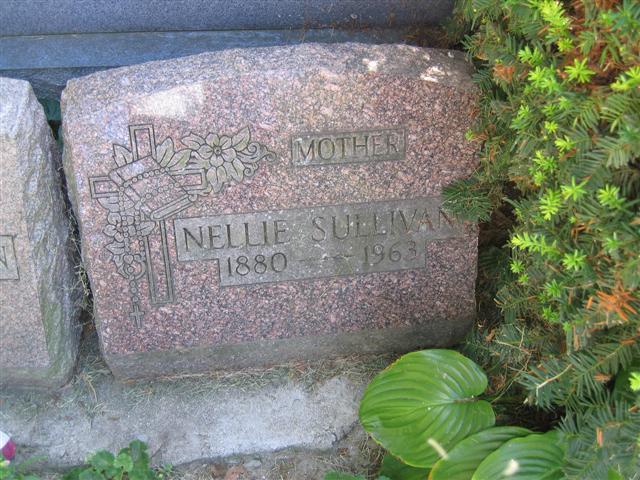 MOTHER
NELLIE SULLIVAN
1880 — 1963